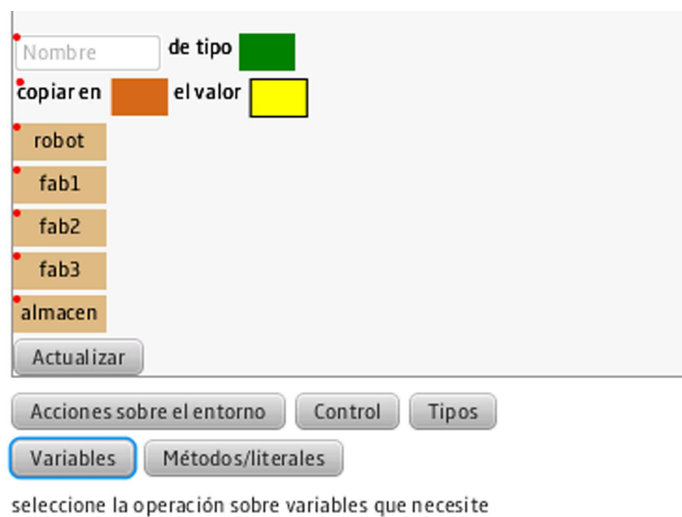 Nombre de tipo
copiar en el valor
robot
fab1
fab2
fab3
almacen
Actualizar
Acciones sobre el entorno Control Tipos
Variables Métodos/literales
seleccione la operación sobre variables que necesite